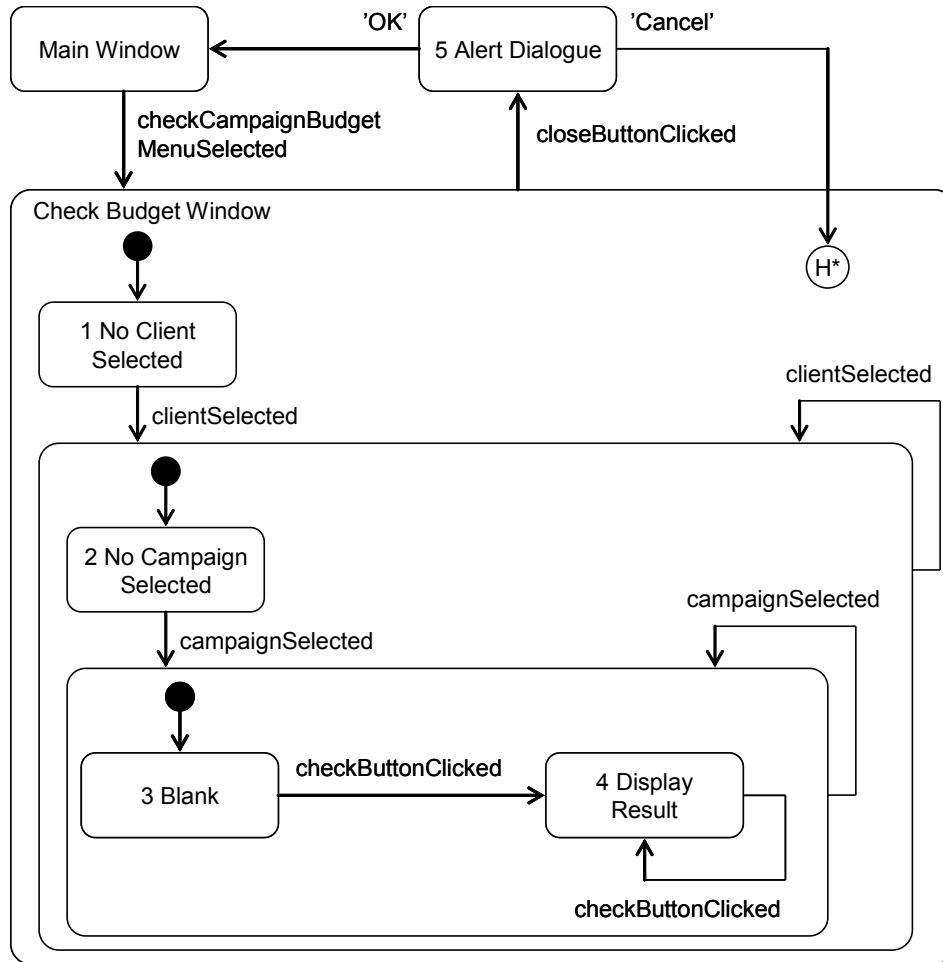 'OK'
'Cancel'
Main Window
5 Alert Dialogue
checkCampaignBudget
MenuSelected
closeButtonClicked
Check Budget Window
H*
1 No Client
Selected
clientSelected
clientSelected
2 No Campaign
Selected
campaignSelected
campaignSelected
3 Blank
checkButtonClicked
4 Display
Result
checkButtonClicked